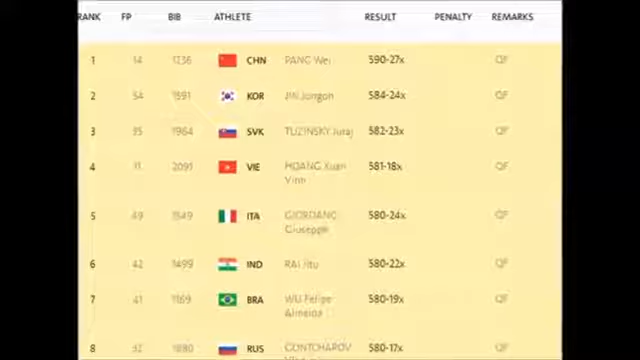 RANK FP BIB ATHLETE RESULT PENALTY REMARKS
1 14 1236 CHN PANG Wei 590-27x QF
2 54 1591 KOR JIN Jongoh 584-24x QF
3 35 1964 SVK TUZINSKY Juraj 582-23x QF
4 11 2091 VIE HOANG Xuan 581-18x QF
Vinh
5 49 1549 ITA GIORDANO 580-24x QF
Giuseppe
6 42 1499 IND RAI Jitu 580-22x QF
7 41 1169 BRA WU Felipe 580-19x QF
Almeida
8 32 1880 RUS GONTCHAROV 580-17x QF